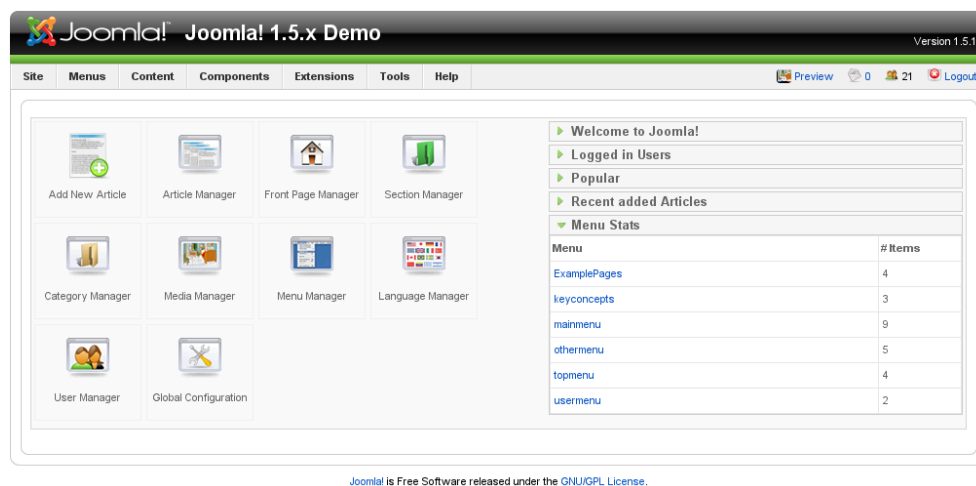 Joomla! Joomla! 1.5.x Demo
Version 1.5.1
Site Menus Content Components Extensions Tools Help Preview 0 21 Logout
Add New Article Article Manager Front Page Manager Section Manager
Category Manager Media Manager Menu Manager Language Manager
User Manager Global Configuration
Welcome to Joomla!
Logged in Users
Popular
Recent added Articles
Menu Stats
Menu # Items
ExamplePages 4
keyconcepts 3
mainmenu 9
othermenu 5
topmenu 4
usermenu 2
Joomla! is Free Software released under the GNU/GPL License.